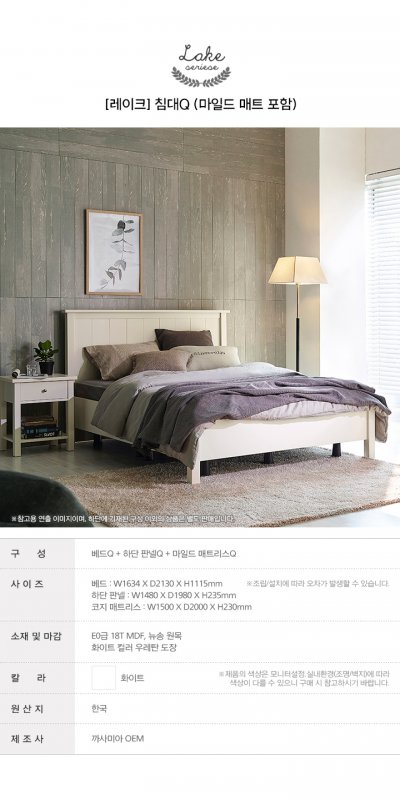 Lake
seriese
[레이크] 침대Q (마일드 매트 포함)
※참고용 연출 이미지이며, 하단에 기재된 구성 이외의 상품은 별도 판매입니다.
구 성 베드Q + 하단 판넬Q + 마일드 매트리스Q
사 이 즈 베드 : W1634 X D2130 X H1115mm ※조립/설치에 따라 오차가 발생할 수 있습니다.
하단 판넬 : W1480 X D1980 X H235mm
코지 매트리스 : W1500 X D2000 X H230mm
소재 및 마감 E0급 18T MDF, 뉴송 원목
화이트 컬러 우레탄 도장
칼 라 화이트 ※제품의 색상은 모니터설정,실내환경(조명/벽지)에 따라
색상이 다를 수 있으니 구매 시 참고하시기 바랍니다.
원 산 지 한국
제 조 사 까사미아 OEM